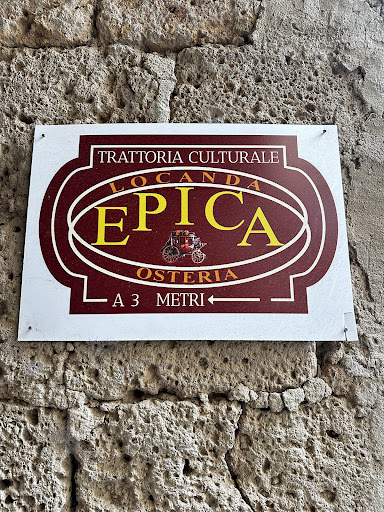 TRATTORIA CULTURALE
LOCANDA
EPICA
OSTERIA
A 3 METRI ←